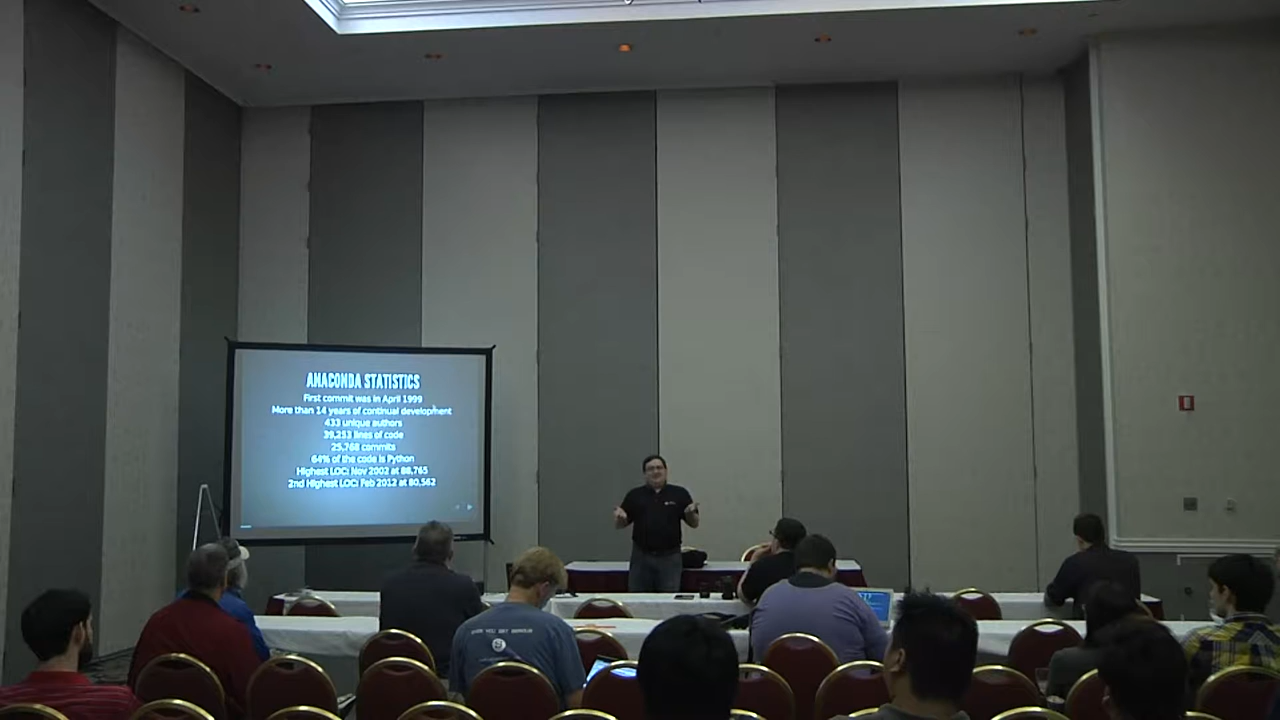 ANACONDA STATISTICS
First commit was in April 1999
More than 14 years of continual development
433 unique authors
39,253 lines of code
25,768 commits
64% of the code is Python
Highest LOC: Nov 2002 at 88,765
2nd Highest LOC: Feb 2012 at 80,562